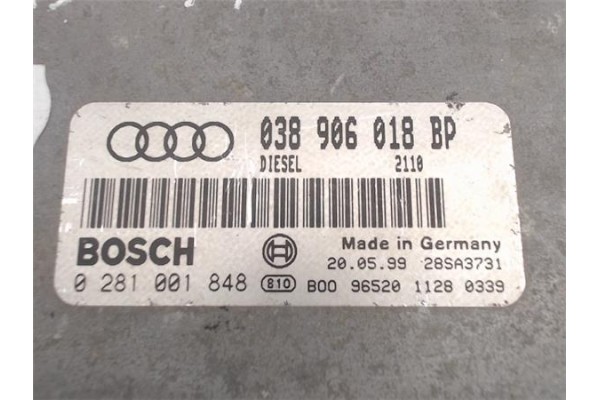 038 906 018 BP
DIESEL 2110
BOSCH Made in Germany
20.05.99 28SA3731
0 281 001 848 810 B00 96520 1128 0339